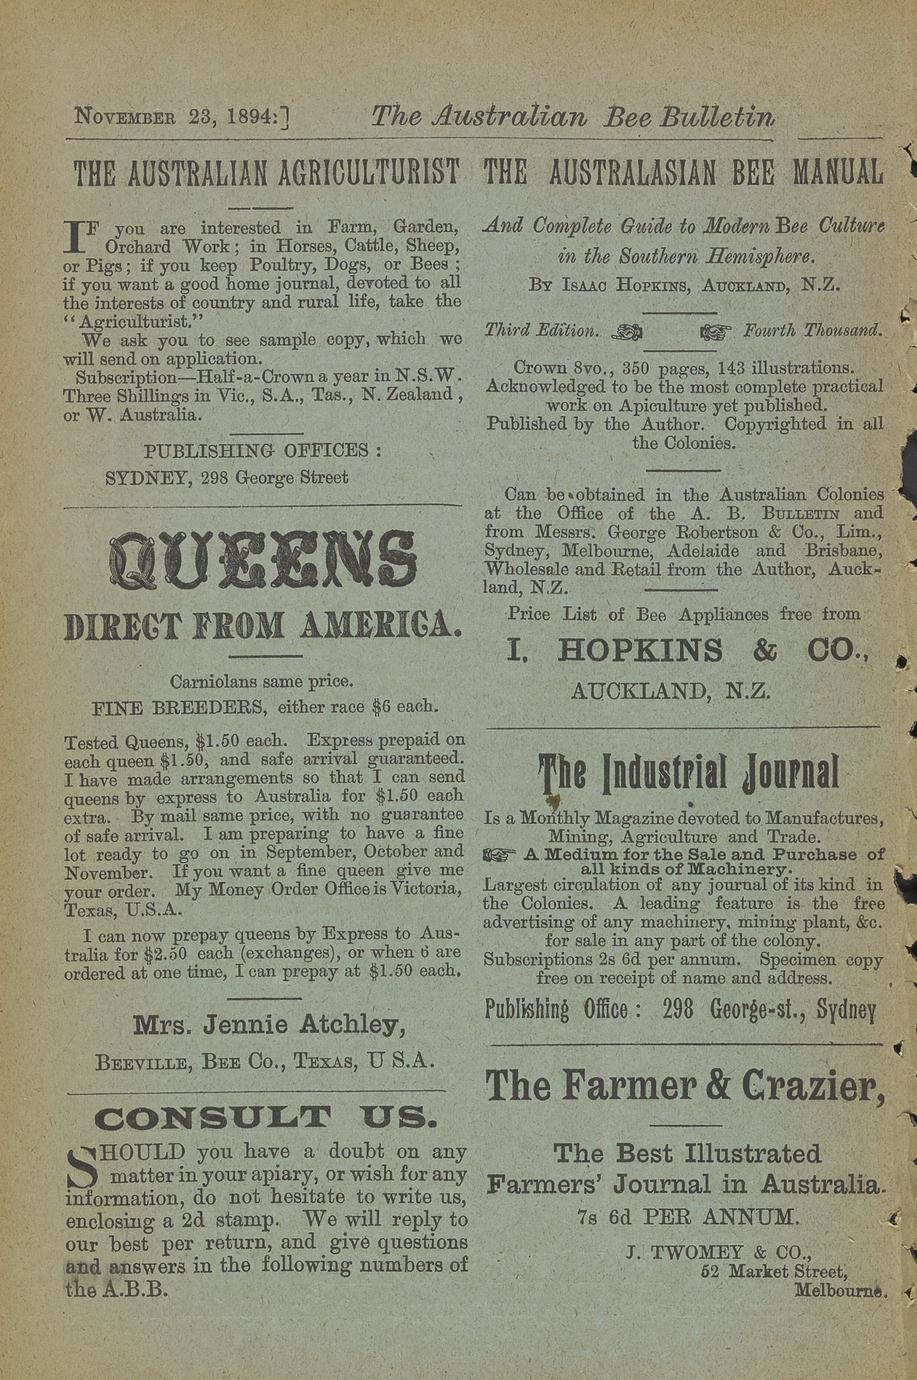 NOVEMBER 23, 1894:]
The Australian Bee Bulletin
THE AUSTRALIAN AGRICULTURIST
IF you are interested in Farm, Garden,
Orchard Work; in Horses, Cattle, Sheep,
or Pigs; if you keep Poultry, Dogs, or Bees ;
if you want a good home journal, devoted to all
the interests of country and rural life, take the
"Agriculturist."
We ask you to see sample copy, which we
will send on application.
Subscription—Half-a-Crown a year in N.S.W.
Three Shillings in Vic., S.A., Tas., N. Zealand,
or W. Australia.
PUBLISHING OFFICES :
SYDNEY, 298 George Street
QUEENS
DIRECT FROM AMERICA.
Carniolans same price.
FINE BREEDERS, either race $6 each.
Tested Queens, $1.50 each. Express prepaid on
each queen $1.50, and safe arrival guaranteed.
I have made arrangements so that I can send
queens by express to Australia for $1.50 each
extra. By mail same price, with no guarantee
of safe arrival. I am preparing to have a fine
lot ready to go on in September, October and
November. If you want a fine queen give me
your order. My Money Order Office is Victoria,
Texas, U.S.A.
I can now prepay queens by Express to Aus-
tralia for $2.50 each (exchanges), or when 6 are
ordered at one time, I can prepay at $1.50 each.
Mrs. Jennie Atchley,
BEEVILLE, BEE CO., TEXAS, U S.A.
CONSULT US.
SHOULD you have a doubt on any
matter in your apiary, or wish for any
information, do not hesitate to write us,
enclosing a 2d stamp. We will reply to
our best per return, and give questions
and answers in the following numbers of
the A.B.B.
THE AUSTRALASIAN BEE MANUAL
And Complete Guide to Modern Bee Culture
in the Southern Hemisphere.
BY ISAAC HOPKINS, AUCKLAND, N.Z.
Third Edition. Fourth Thousand.
Crown 8vo., 350 pages, 143 illustrations.
Acknowledged to be the most complete practical
work on Apiculture yet published.
Published by the Author. Copyrighted in all
the Colonies.
Can be obtained in the Australian Colonies
at the Office of the A. B. BULLETIN and
from Messrs. George Robertson & Co., Lim.,
Sydney, Melbourne, Adelaide and Brisbane,
Wholesale and Retail from the Author, Auck-
land, N.Z.
Price List of Bee Appliances free from
I. HOPKINS & CO.,
AUCKLAND, N.Z.
The Industrial Journal
Is a Monthly Magazine devoted to Manufactures,
Mining, Agriculture and Trade.
A Medium for the Sale and Purchase of
all kinds of Machinery.
Largest circulation of any journal of its kind in
the Colonies. A leading feature is the free
advertising of any machinery, mining plant, &c.
for sale in any part of the colony.
Subscriptions 2s 6d per annum. Specimen copy
free on receipt of name and address.
Publishing Office : 298 George-st., Sydney
The Farmer & Grazier,
The Best Illustrated
Farmers' Journal in Australia.
7s 6d PER ANNUM.
J. TWOMEY & CO.,
52 Market Street,
Melbourne.